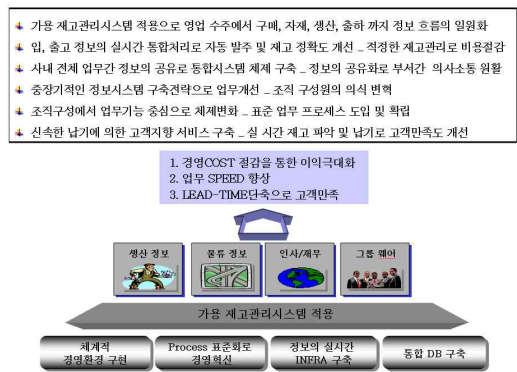 가용 재고관리시스템 적용으로 영업 수주에서 구매, 자재, 생산, 출하 까지 정보 흐름의 일원화
입, 출고 정보의 실시간 통합처리로 자동 발주 및 재고 정확도 개선 _ 적정한 재고관리로 비용절감
사내 전체 업무간 정보의 공유로 통합시스템 체제 구축 _ 정보의 공유화로 부서간 의사소통 원활
중장기적인 정보시스템 구축전략으로 업무개선 _ 조직 구성원의 의식 변혁
조직구성에서 업무기능 중심으로 체제변화 _ 표준 업무 프로세스 도입 및 확립
신속한 납기에 의한 고객지향 서비스 구축 _ 실 시간 재고 파악 및 납기로 고객만족도 개선
1. 경영COST 절감을 통한 이익극대화
2. 업무 SPEED 향상
3. LEAD-TIME단축으로 고객만족
생산 정보 물류 정보 인사/재무 그룹 웨어
가용 재고관리시스템 적용
체계적 Process 표준화로 정보의 실시간 통합 DB 구축
경영환경 구현 경영혁신 INFRA 구축